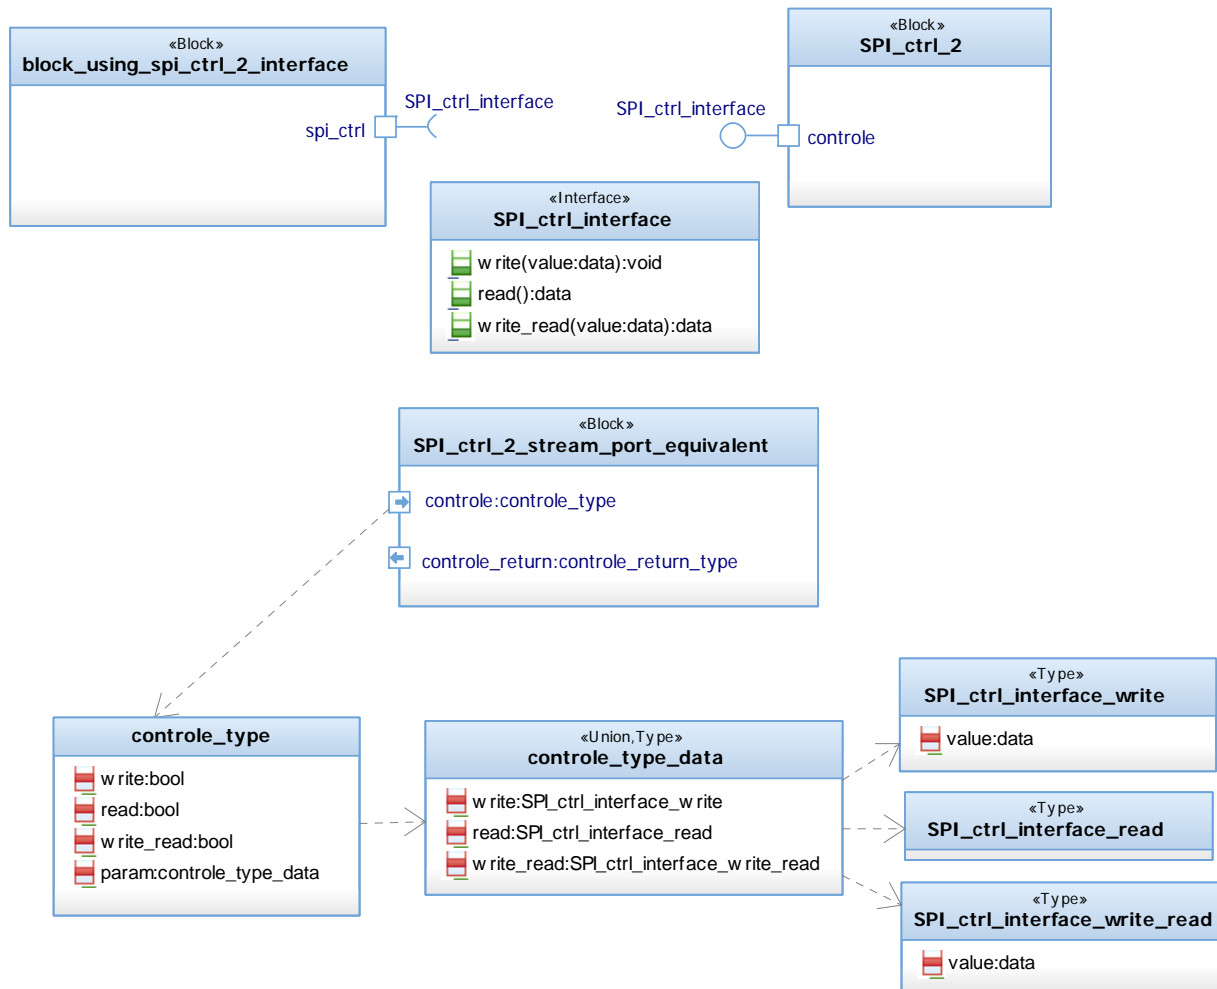 «Block»
block_using_spi_ctrl_2_interface
SPI_ctrl_interface
spi_ctrl
«Block»
SPI_ctrl_2
SPI_ctrl_interface
controle
«Interface»
SPI_ctrl_interface
write(value:data):void
read():data
write_read(value:data):data
«Block»
SPI_ctrl_2_stream_port_equivalent
controle:controle_type
controle_return:controle_return_type
controle_type
write:bool
read:bool
write_read:bool
param:controle_type_data
«Union,Type»
controle_type_data
write:SPI_ctrl_interface_write
read:SPI_ctrl_interface_read
write_read:SPI_ctrl_interface_write_read
«Type»
SPI_ctrl_interface_write
value:data
«Type»
SPI_ctrl_interface_read
«Type»
SPI_ctrl_interface_write_read
value:data